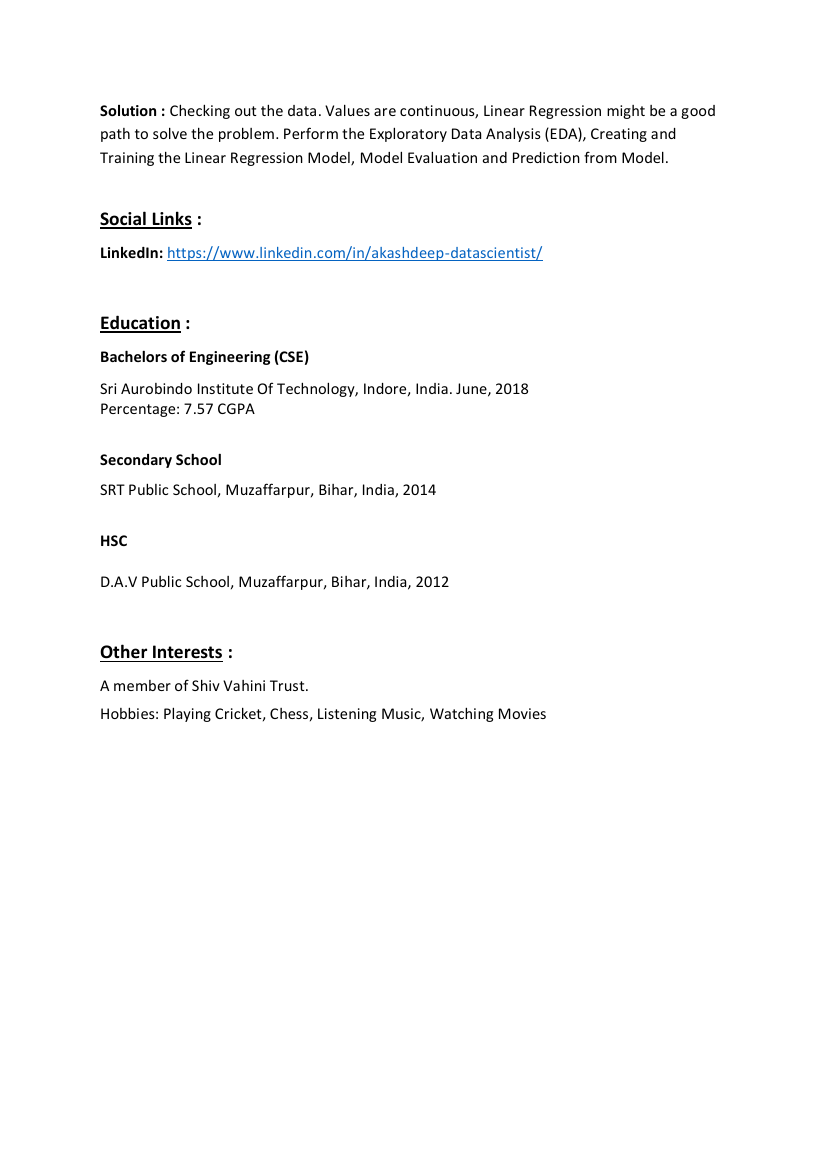 Solution : Checking out the data. Values are continuous, Linear Regression might be a good
path to solve the problem. Perform the Exploratory Data Analysis (EDA), Creating and
Training the Linear Regression Model, Model Evaluation and Prediction from Model.
Social Links :
LinkedIn: https://www.linkedin.com/in/akashdeep-datascientist/
Education :
Bachelors of Engineering (CSE)
Sri Aurobindo Institute Of Technology, Indore, India. June, 2018
Percentage: 7.57 CGPA
Secondary School
SRT Public School, Muzaffarpur, Bihar, India, 2014
HSC
D.A.V Public School, Muzaffarpur, Bihar, India, 2012
Other Interests :
A member of Shiv Vahini Trust.
Hobbies: Playing Cricket, Chess, Listening Music, Watching Movies